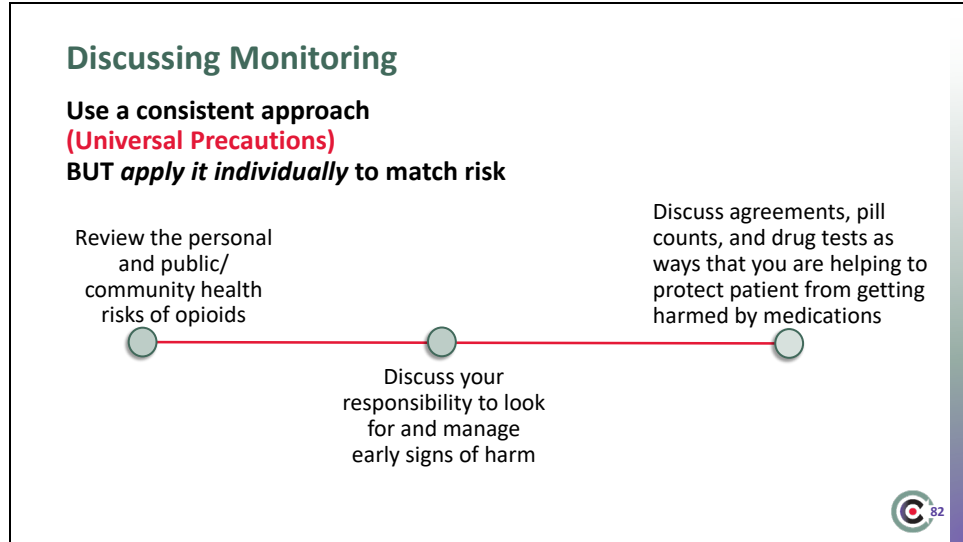 Discussing Monitoring
Use a consistent approach
(Universal Precautions)
BUT apply it individually to match risk
Review the personal
and public/
community health
risks of opioids
Discuss your
responsibility to look
for and manage
early signs of harm
Discuss agreements, pill
counts, and drug tests as
ways that you are helping to
protect patient from getting
harmed by medications
82